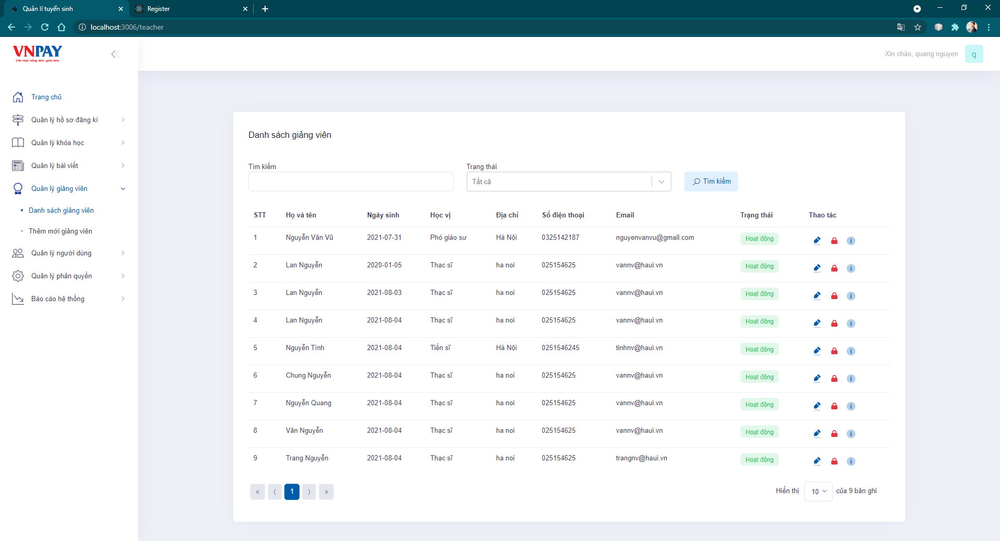 Quản lí tuyển sinh
Register
localhost:3006/teacher
VNPAY
Cho cuộc sống đơn giản hơn
Xin chào, quang nguyen
q
Trang chủ
Quản lý hồ sơ đăng kí
Quản lý khóa học
Quản lý bài viết
Quản lý giảng viên
Danh sách giảng viên
Thêm mới giảng viên
Quản lý người dùng
Quản lý phân quyền
Báo cáo hệ thống
Danh sách giảng viên
Tìm kiếm
Trạng thái
Tất cả
Tìm kiếm
STT Họ và tên Ngày sinh Học vị Địa chỉ Số điện thoại Email Trạng thái Thao tác
1 Nguyễn Văn Vũ 2021-07-31 Phó giáo sư Hà Nội 0325142187 nguyenvanvu@gmail.com Hoạt động
2 Lan Nguyễn 2020-01-05 Thạc sĩ ha noi 025154625 vannv@haui.vn Hoạt động
3 Lan Nguyễn 2021-08-03 Thạc sĩ ha noi 025154625 vannv@haui.vn Hoạt động
4 Lan Nguyễn 2021-08-04 Thạc sĩ ha noi 025154625 vannv@haui.vn Hoạt động
5 Nguyễn Tình 2021-08-04 Tiến sĩ Hà Nội 0251546245 tinhnv@haui.vn Hoạt động
6 Chung Nguyễn 2021-08-04 Thạc sĩ ha noi 025154625 vannv@haui.vn Hoạt động
7 Nguyễn Quang 2021-08-04 Thạc sĩ ha noi 025154625 vannv@haui.vn Hoạt động
8 Vân Nguyễn 2021-08-04 Thạc sĩ ha noi 025154625 vannv@haui.vn Hoạt động
9 Trang Nguyễn 2021-08-04 Thạc sĩ ha noi 025154625 trangnv@haui.vn Hoạt động
« ⟨ 1 ⟩ »
Hiển thị 10 của 9 bản ghi